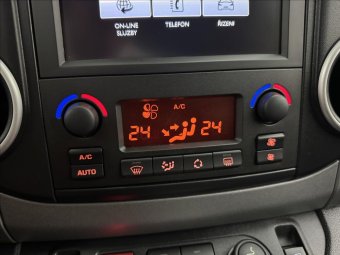 ON-LINE SLUŽBY
TELEFON
ŘÍZENÍ
A/C
24
24
A/C
AUTO